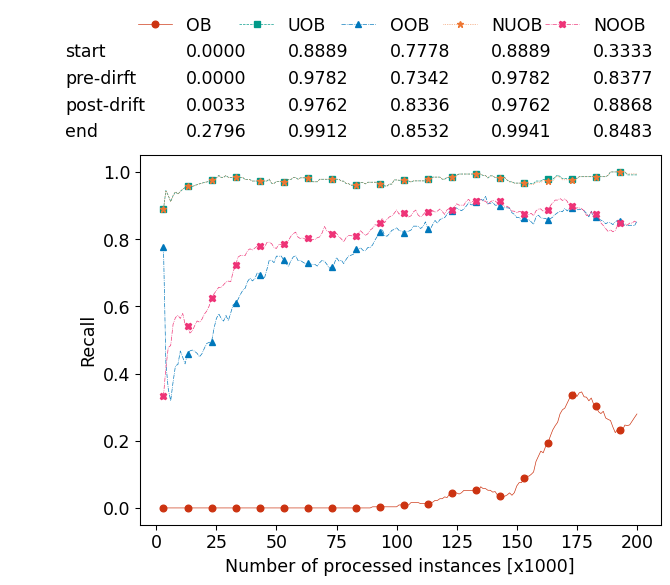 OB UOB OOB NUOB NOOB
start 0.0000 0.8889 0.7778 0.8889 0.3333
pre-dirft 0.0000 0.9782 0.7342 0.9782 0.8377
post-drift 0.0033 0.9762 0.8336 0.9762 0.8868
end 0.2796 0.9912 0.8532 0.9941 0.8483
1.0
0.8
0.6
0.4
0.2
0.0
Recall
0 25 50 75 100 125 150 175 200
Number of processed instances [x1000]